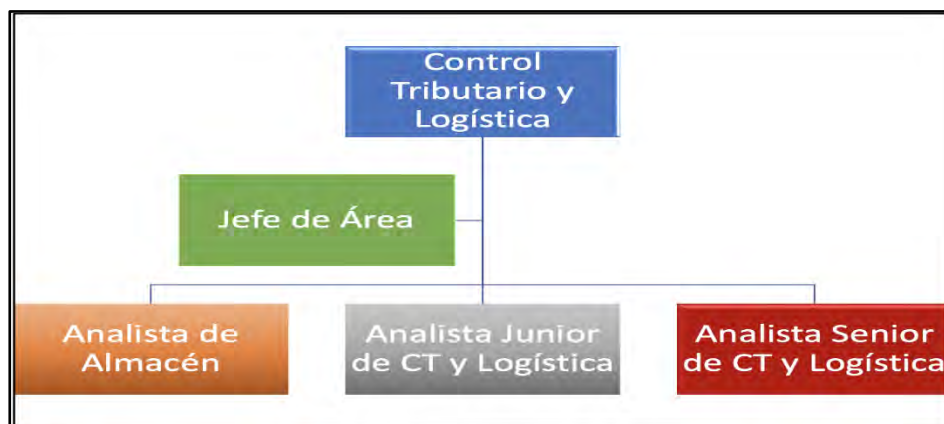 Control
Tributario y
Logística
Jefe de Área
Analista de
Almacén
Analista Junior
de CT y Logística
Analista Senior
de CT y Logística